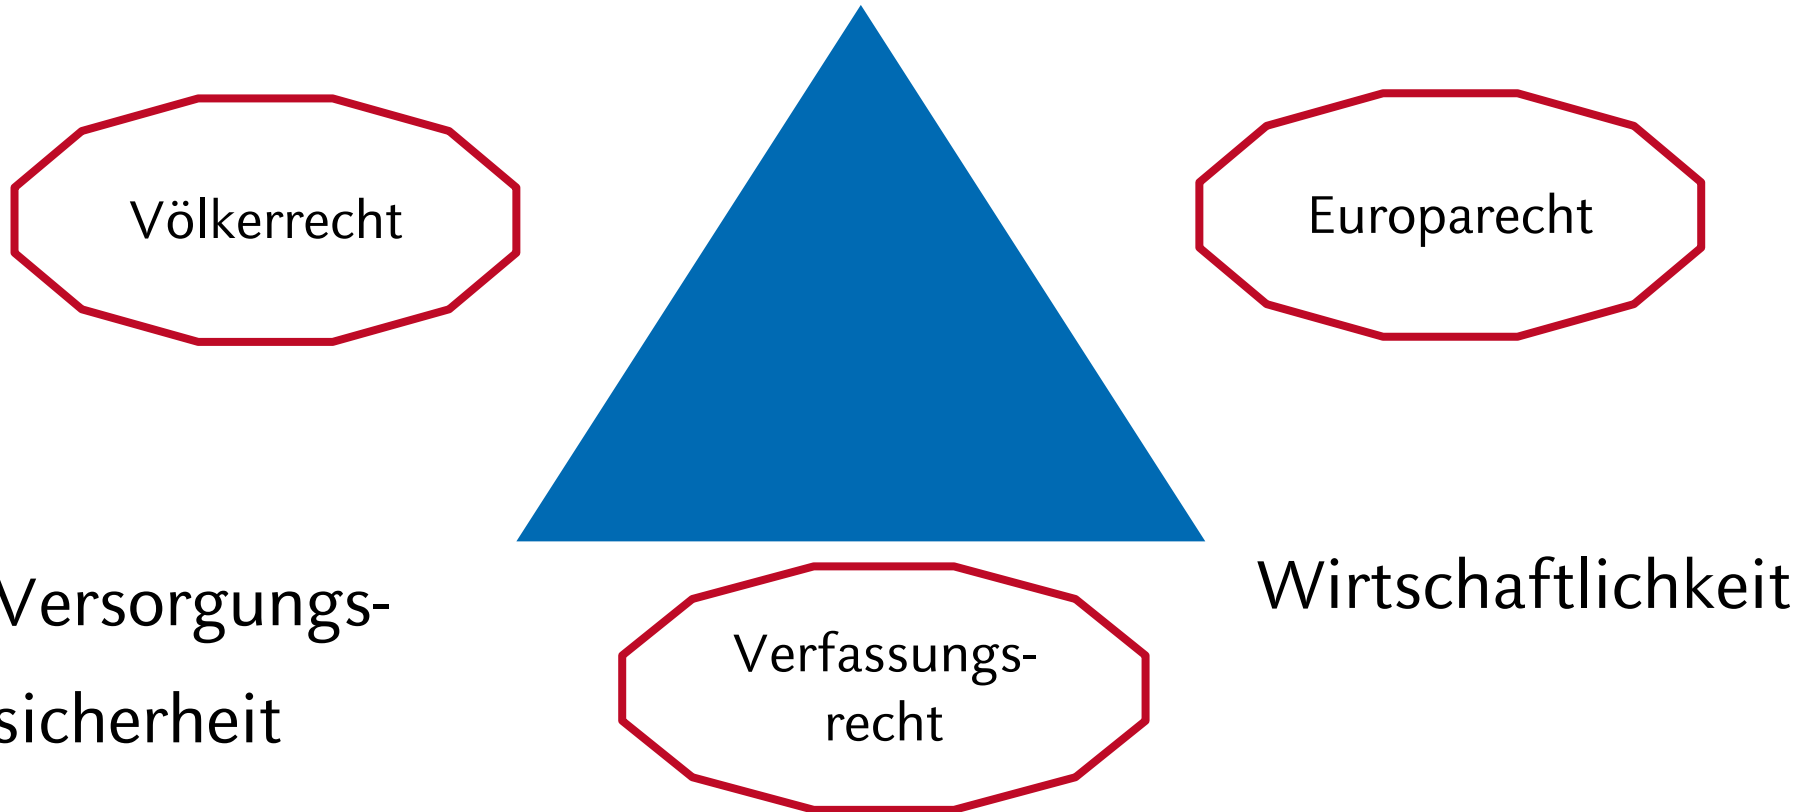 Völkerrecht
Europarecht
Versorgungs-
sicherheit
Wirtschaftlichkeit
Verfassungs-
recht